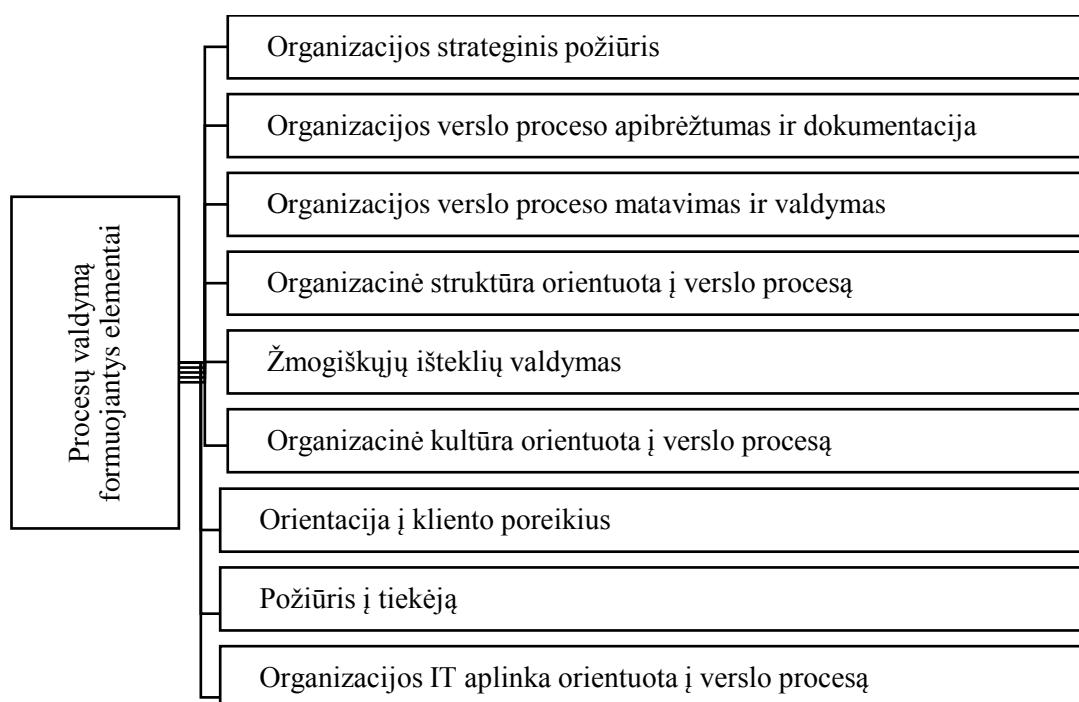 Organizacijos strateginis požiūris
Organizacijos verslo proceso apibrėžtumas ir dokumentacija
Organizacijos verslo proceso matavimas ir valdymas
Organizacinė struktūra orientuota į verslo procesą
Procesų valdymą
formuojantys elementai
Žmogiškųjų išteklių valdymas
Organizacinė kultūra orientuota į verslo procesą
Orientacija į kliento poreikius
Požiūris į tiekėją
Organizacijos IT aplinka orientuota į verslo procesą